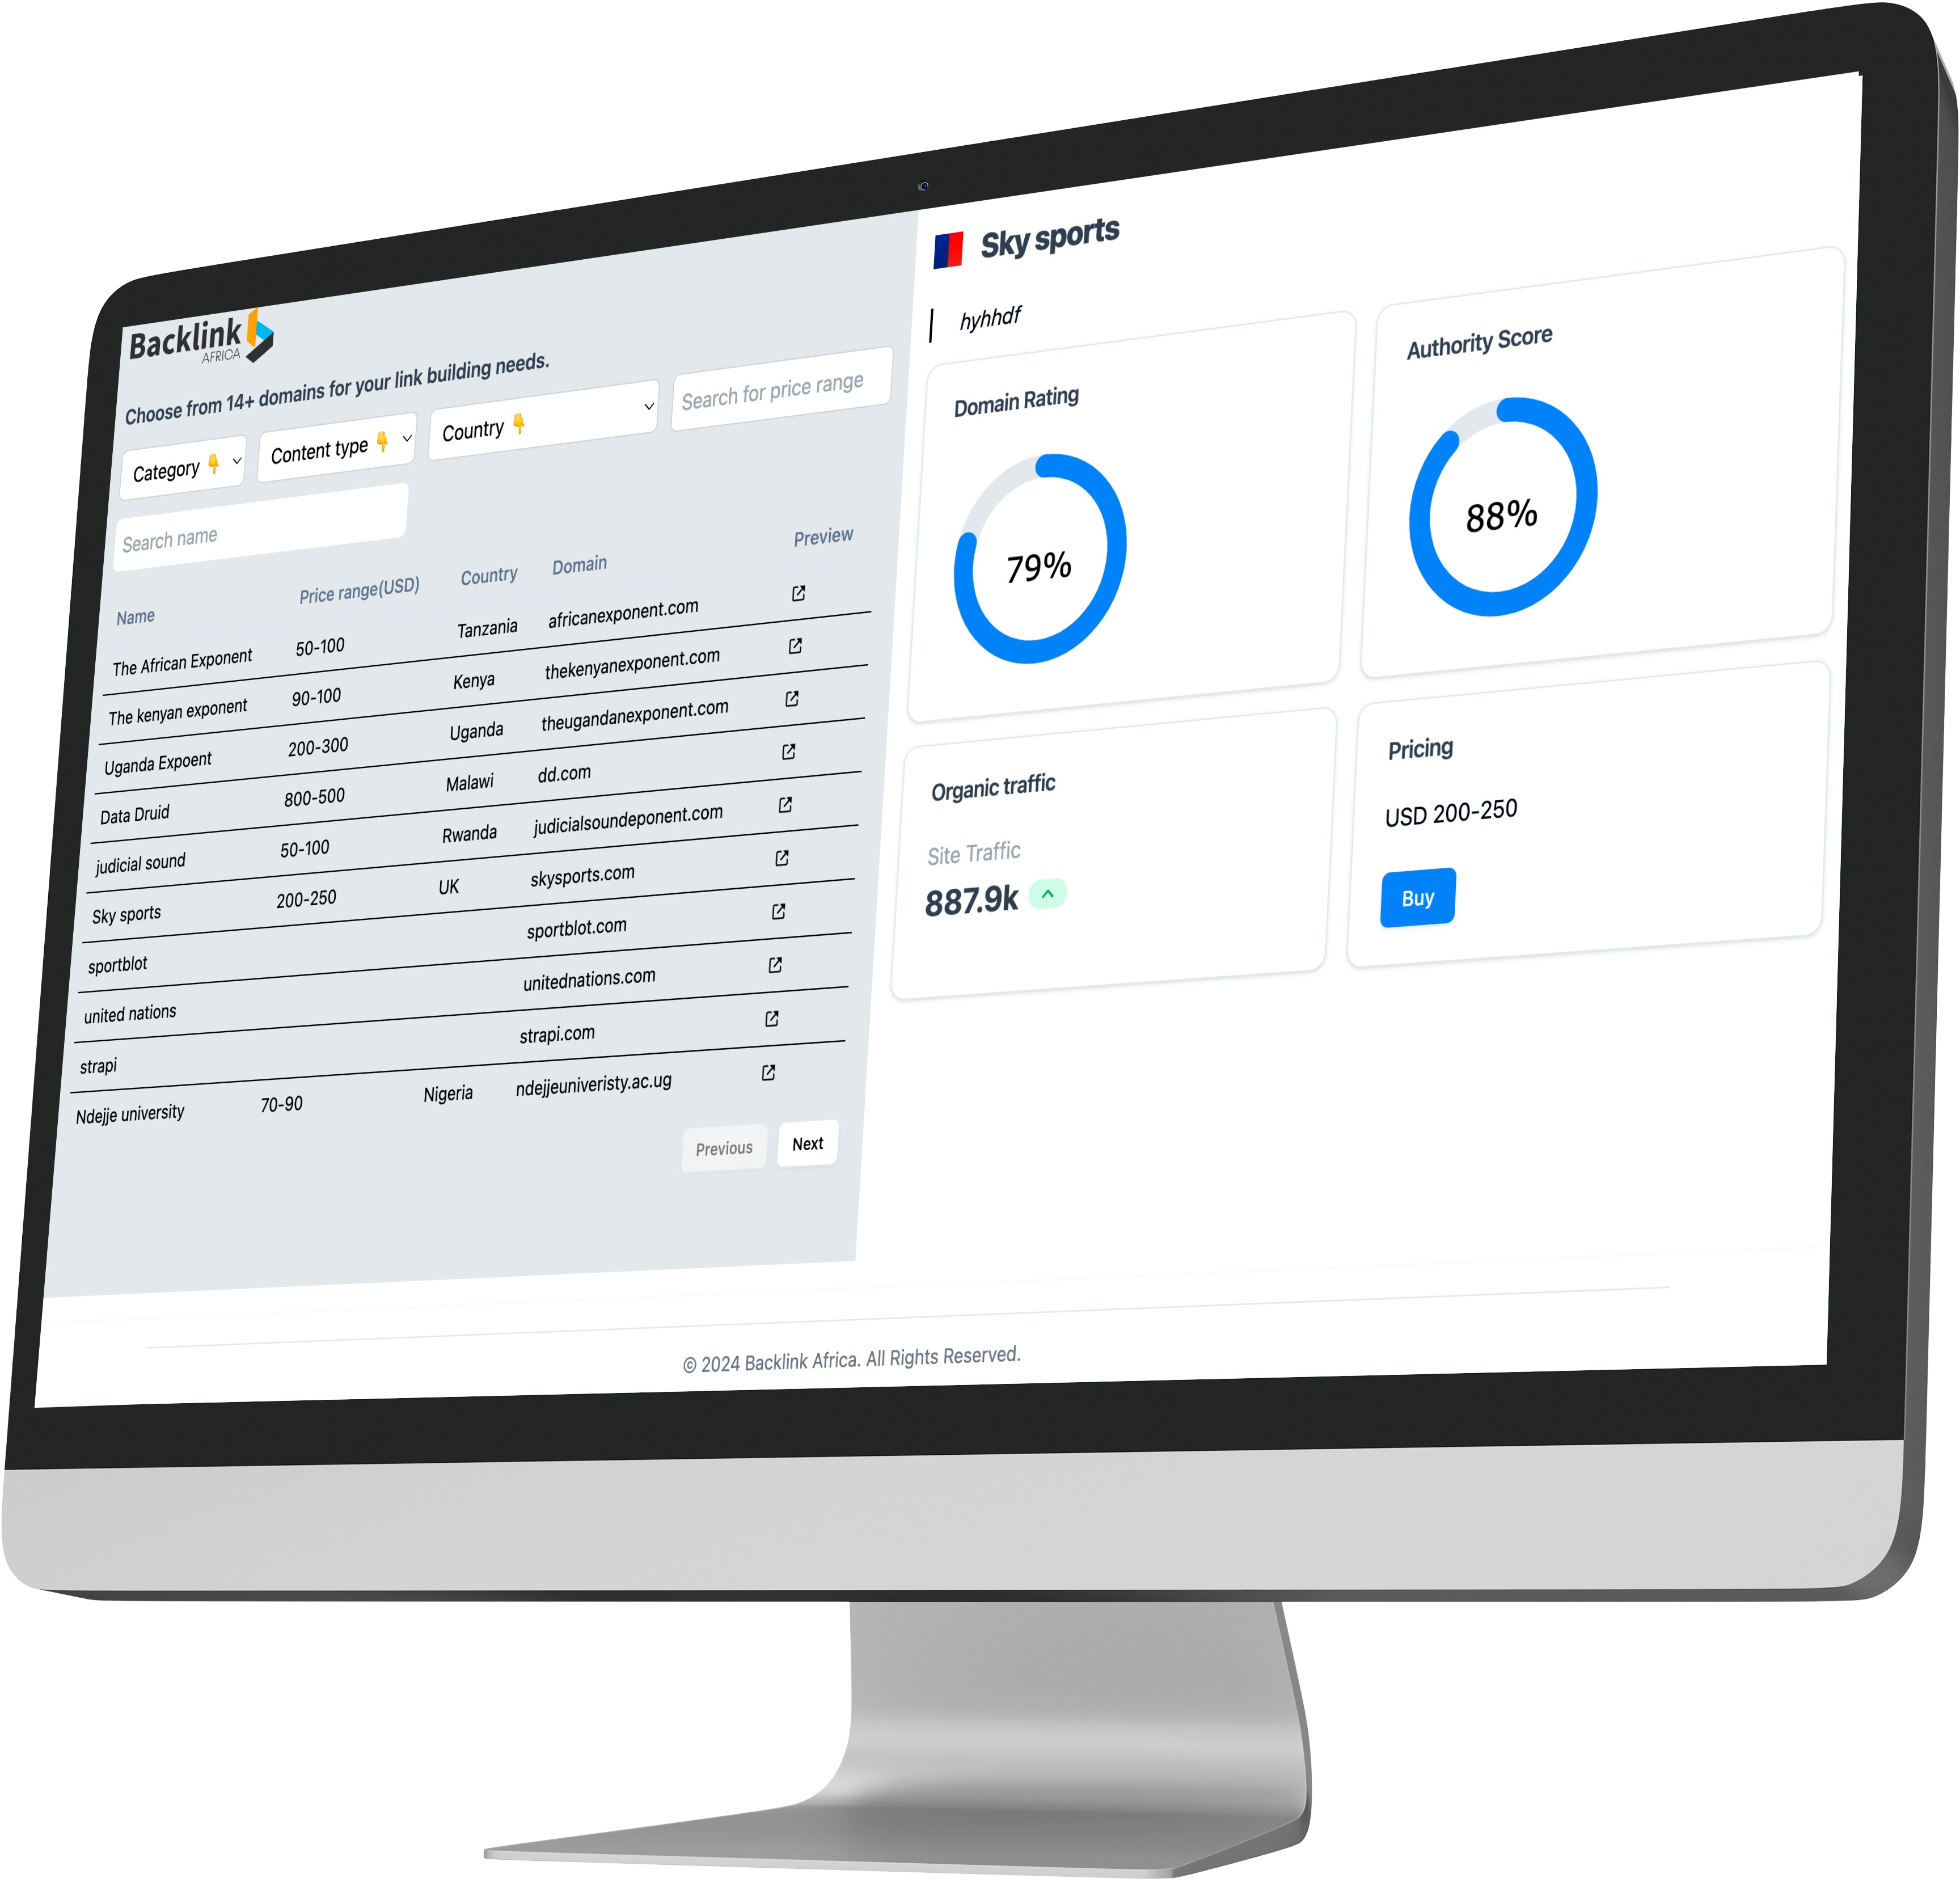 Backlink
AFRICA
Choose from 14+ domains for your link building needs.
Category 👇 Content type 👇 Country 👇 Search for price range
Search name
Name Price range(USD) Country Domain Preview
The African Exponent 50-100 Tanzania africanexponent.com
The kenyan exponent 90-100 Kenya thekenyanexponent.com
Uganda Expoent 200-300 Uganda theugandanexponent.com
Data Druid 800-500 Malawi dd.com
judicial sound 50-100 Rwanda judicialsoundeponent.com
Sky sports 200-250 UK skysports.com
sportblot sportblot.com
united nations unitednations.com
strapi strapi.com
Ndejje university 70-90 Nigeria ndejjeuniveristy.ac.ug
Previous Next
Sky sports
hyhhdf
Domain Rating
79%
Authority Score
88%
Organic traffic
Site Traffic
887.9k
Pricing
USD 200-250
Buy
© 2024 Backlink Africa. All Rights Reserved.